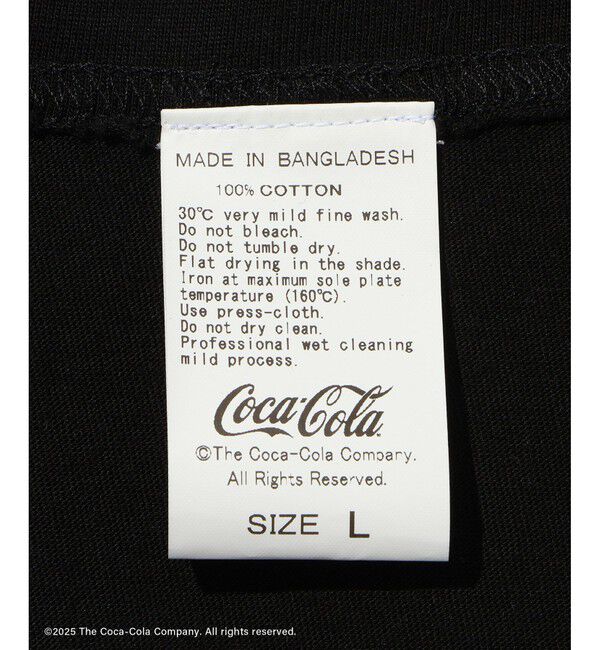 MADE IN BANGLADESH
100% COTTON
30℃ very mild fine wash.
Do not bleach.
Do not tumble dry.
Flat drying in the shade.
Iron at maximum sole plate
temperature (160℃).
Use press-cloth.
Do not dry clean.
Professional wet cleaning
mild process.
Coca-Cola
©The Coca-Cola Company.
All Rights Reserved.
SIZE L
©2025 The Coca-Cola Company. All rights reserved.